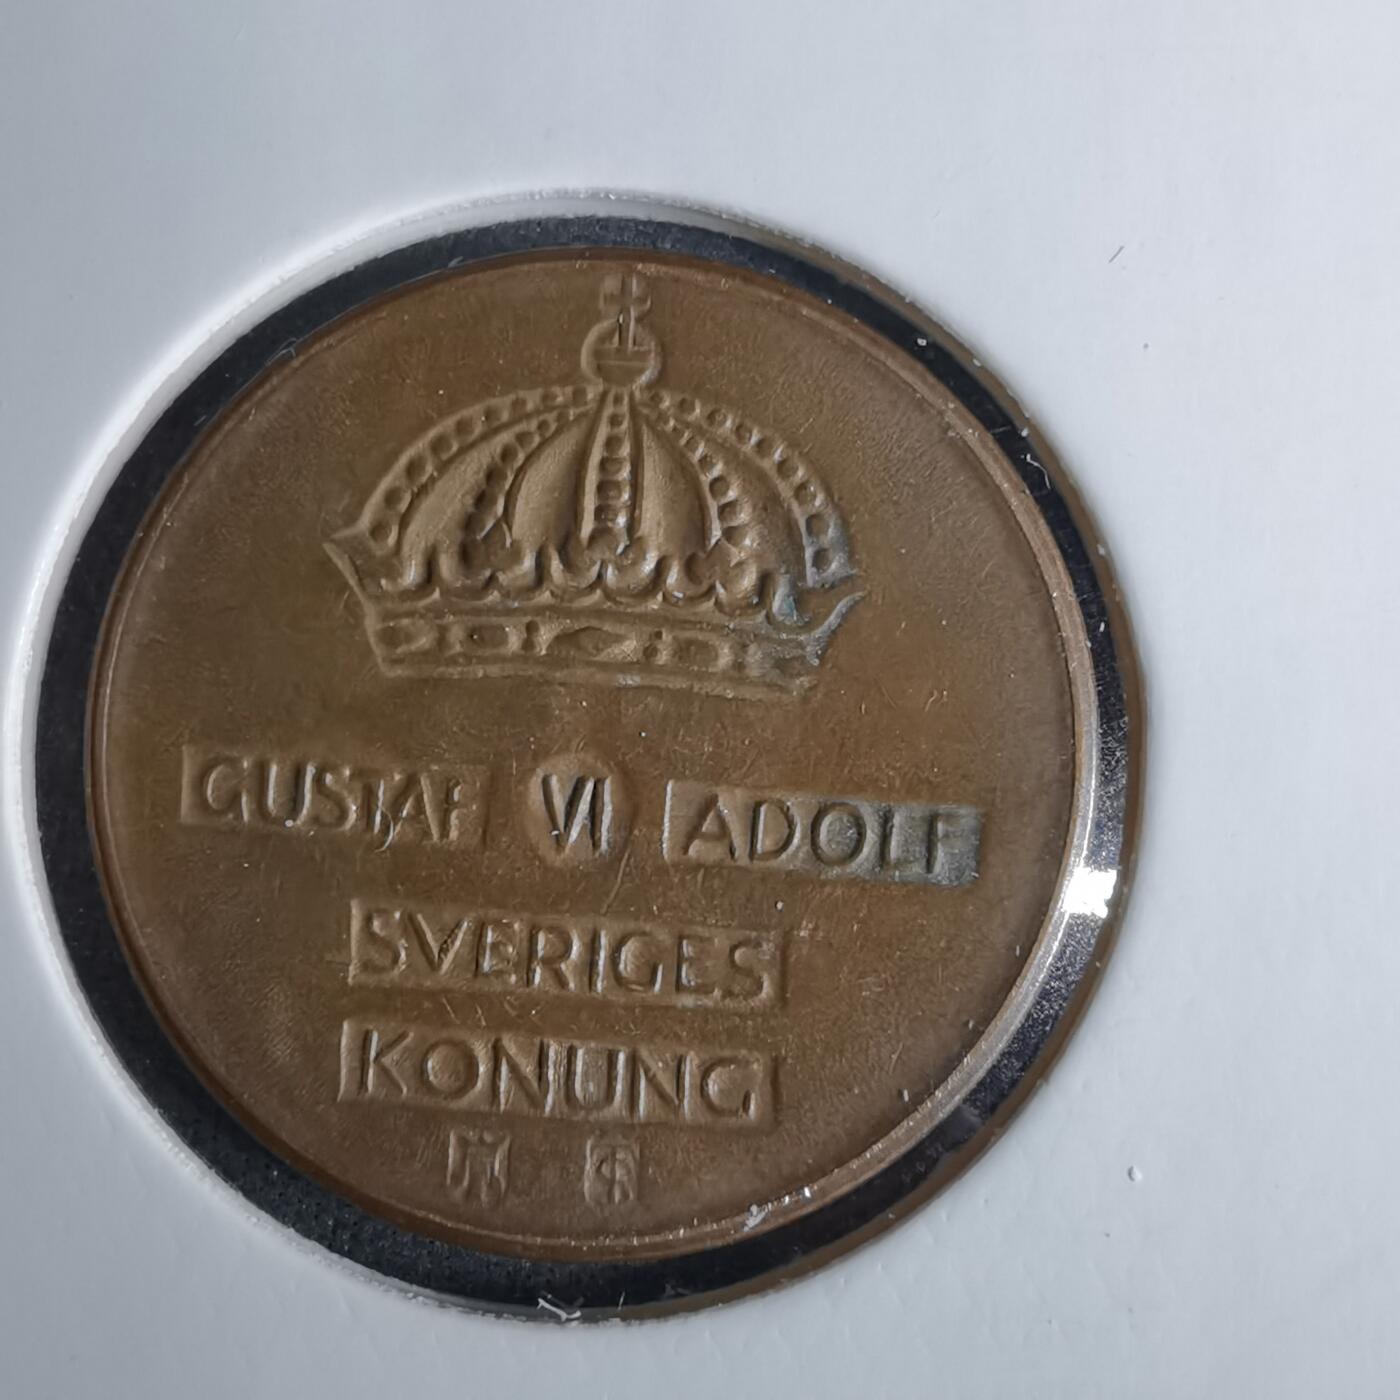 GUSTAF VI ADOLF
SVERIGES
KONUNG